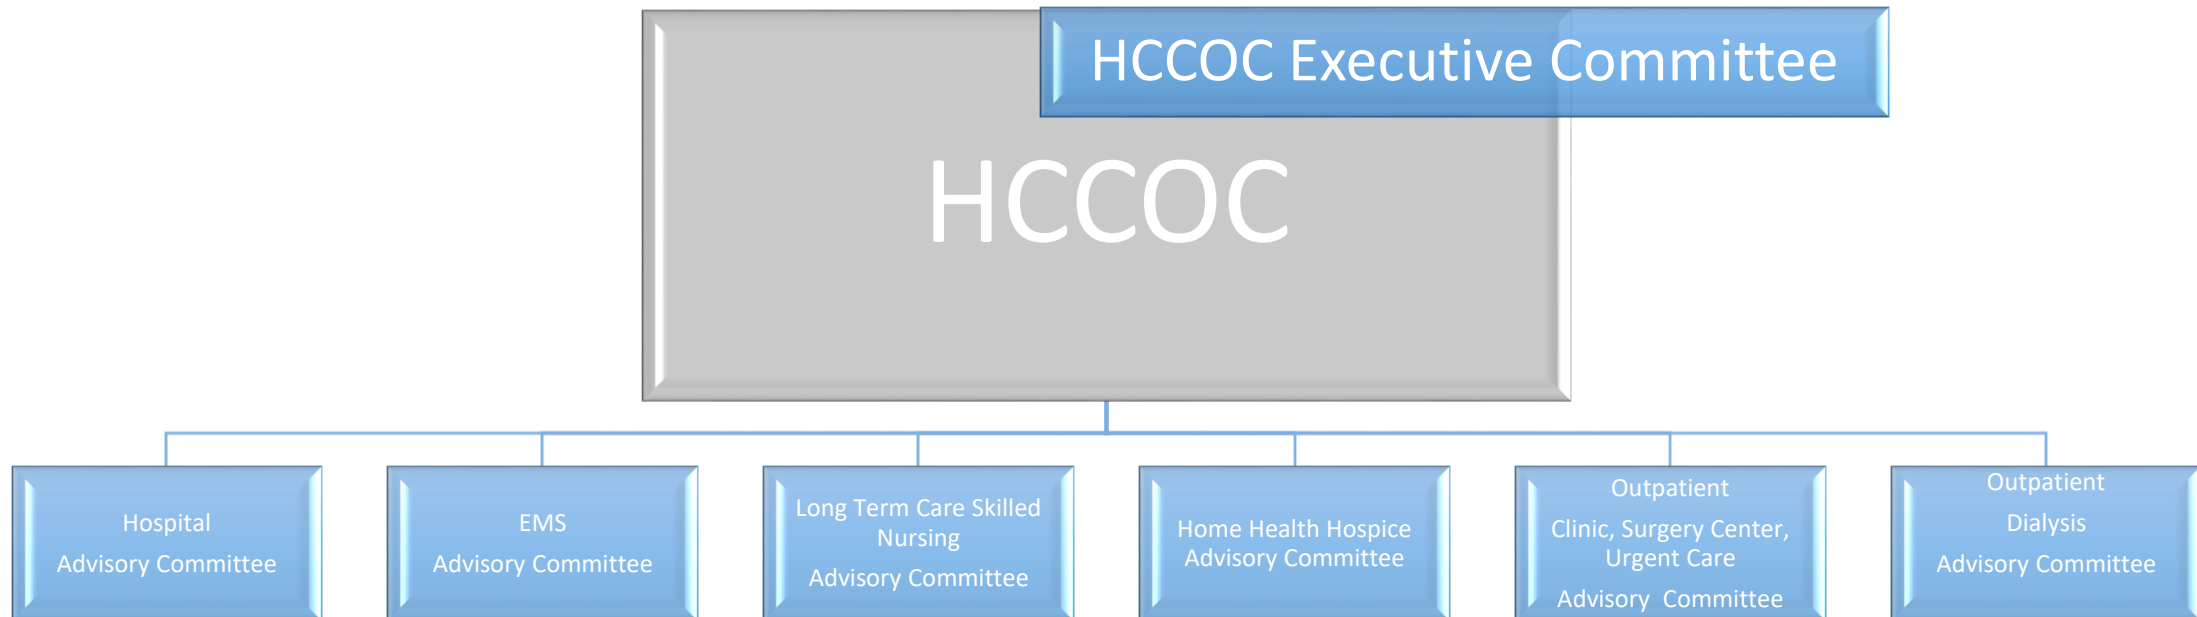 HCCOC Executive Committee
HCCOC
Hospital
Advisory Committee
EMS
Advisory Committee
Long Term Care Skilled
Nursing
Advisory Committee
Home Health Hospice
Advisory Committee
Outpatient
Clinic, Surgery Center,
Urgent Care
Advisory Committee
Outpatient
Dialysis
Advisory Committee